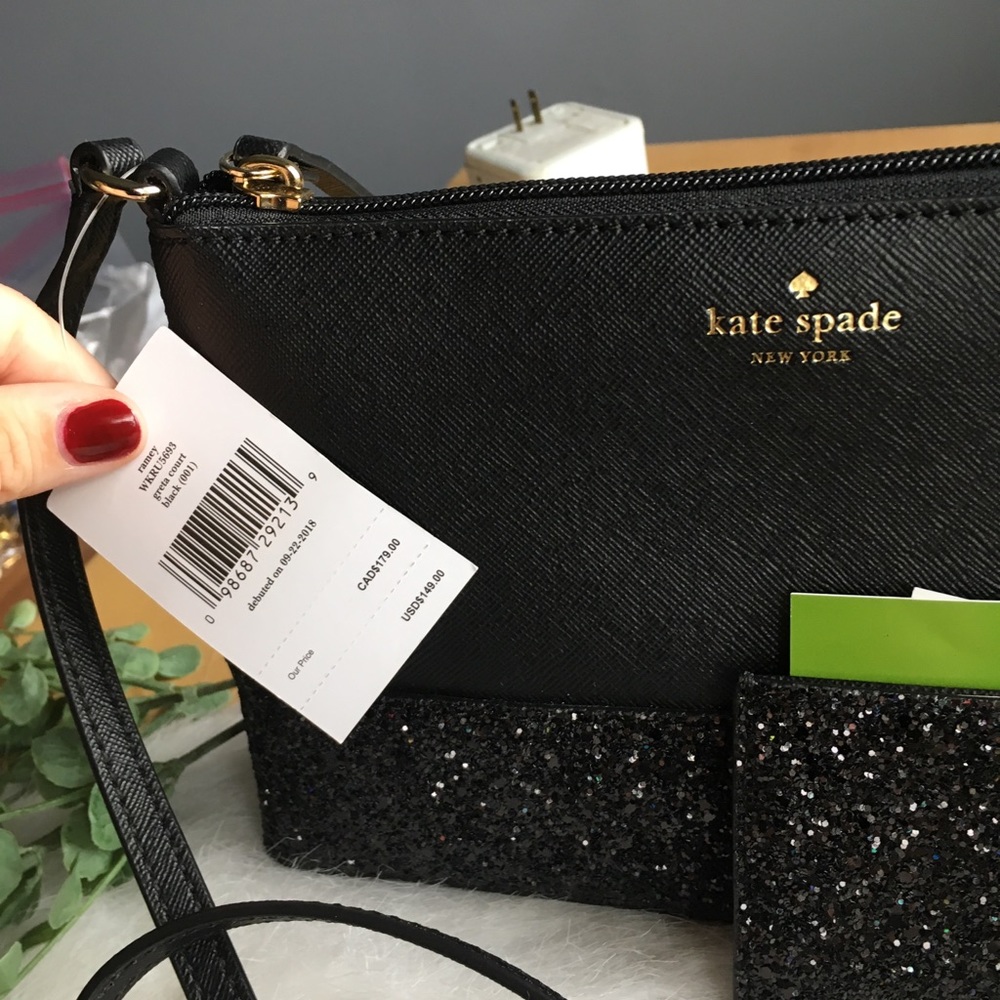 kate spade
NEW YORK
ramey
WKRU5693
greta court
black (001)
0 98687 29213 9
debuted on 09-22-2018
CAD$179.00
Our Price USD$149.00